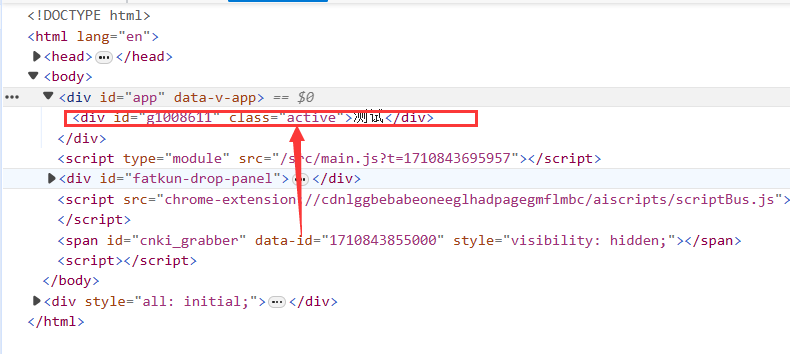 <!DOCTYPE html>
<html lang="en">
<head> ••• </head>
<body>
••• <div id="app" data-v-app> == $0
<div id="g1008611" class="active">测试</div>
</div>
<script type="module" src="/src/main.js?t=1710843695957"></script>
<div id="fatkun-drop-panel"> ••• </div>
<script src="chrome-extension://cdnlggbebabeoneeglhadpagegmflmbc/aiscripts/scriptBus.js">
</script>
<span id="cnki_grabber" data-id="1710843855000" style="visibility: hidden;"></span>
<script></script>
</body>
<div style="all: initial;"> ••• </div>
</html>